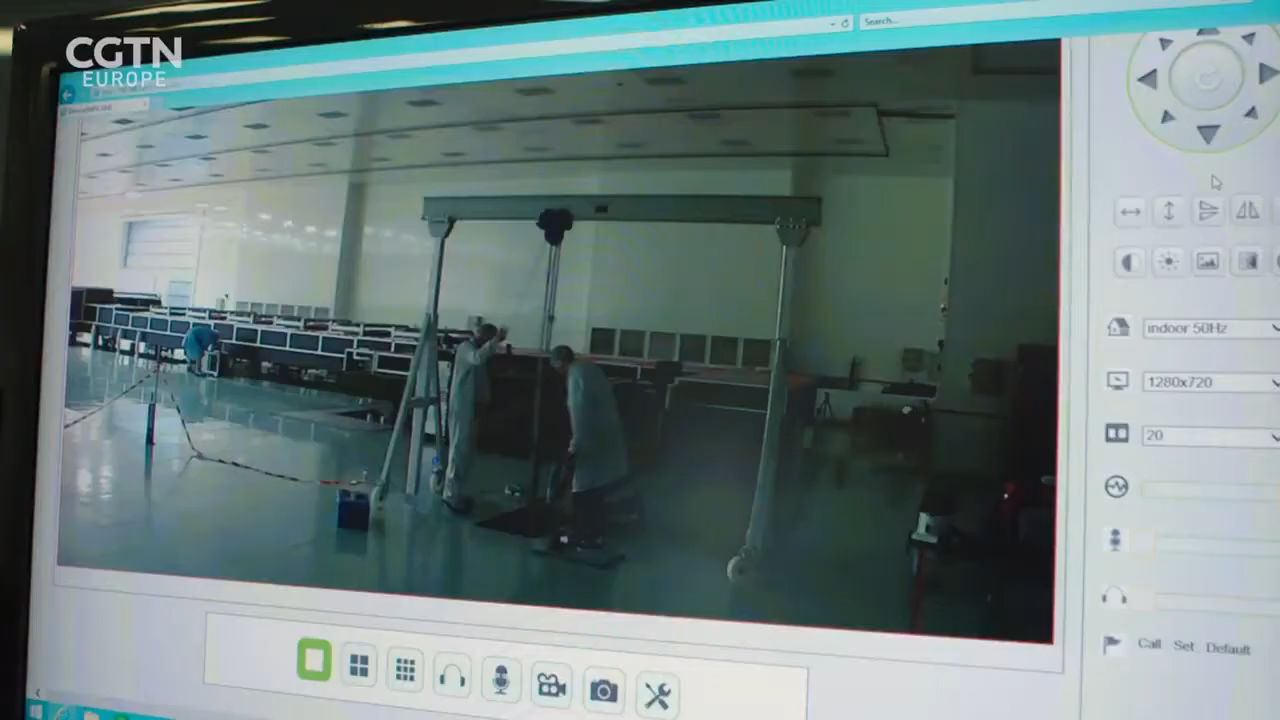 CGTN
EUROPE
Search...
indoor 50Hz
1280x720
20
Call Set Default